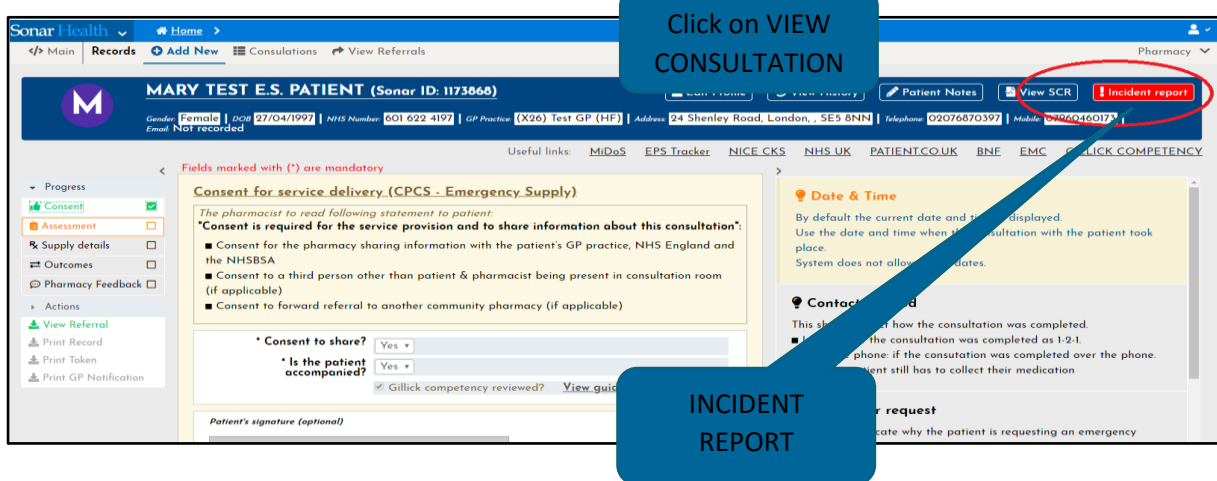 Click on VIEW
CONSULTATION
Sonar Health
Home >
</> Main Records Add New Consulations View Referrals Pharmacy
M
MARY TEST E.S. PATIENT (Sonar ID: 1173868)
View History Patient Notes View SCR ! Incident report
Gender: Female | DOB 27/04/1997 | NHS Number: 601 622 4197 | GP Practice: (X26) Test GP (HF) | Address: 24 Shenley Road, London, , SE5 8NN | Telephone: 02076870397 | Mobile: 07960460173 |
Email: Not recorded
Useful links: MiDoS EPS Tracker NICE CKS NHS UK PATIENT.CO.UK BNF EMC COMPETENCY
Fields marked with (*) are mandatory
Progress
Consent
Assessment
Supply details
Outcomes
Pharmacy Feedback
Actions
View Referral
Print Record
Print Token
Print GP Notification
Consent for service delivery (CPCS - Emergency Supply)
The pharmacist to read following statement to patient:
"Consent is required for the service provision and to share information about this consultation":
■ Consent for the pharmacy sharing information with the patient's GP practice, NHS England and
the NHSBSA
■ Consent to a third person other than patient & pharmacist being present in consultation room
(if applicable)
■ Consent to forward referral to another community pharmacy (if applicable)
* Consent to share? Yes
* Is the patient
accompanied? Yes
Gillick competency reviewed? View
Patient's signature (optional)
Date & Time
By default the current date and displayed.
Use the date and time when with the patient took
place.
System does not allow
Contact
This how the consultation was completed.
■ the consultation was completed as 1-2-1.
phone: if the consutation was completed over the phone.
still has to collect their medication
request
why the patient is requesting an emergency
INCIDENT
REPORT